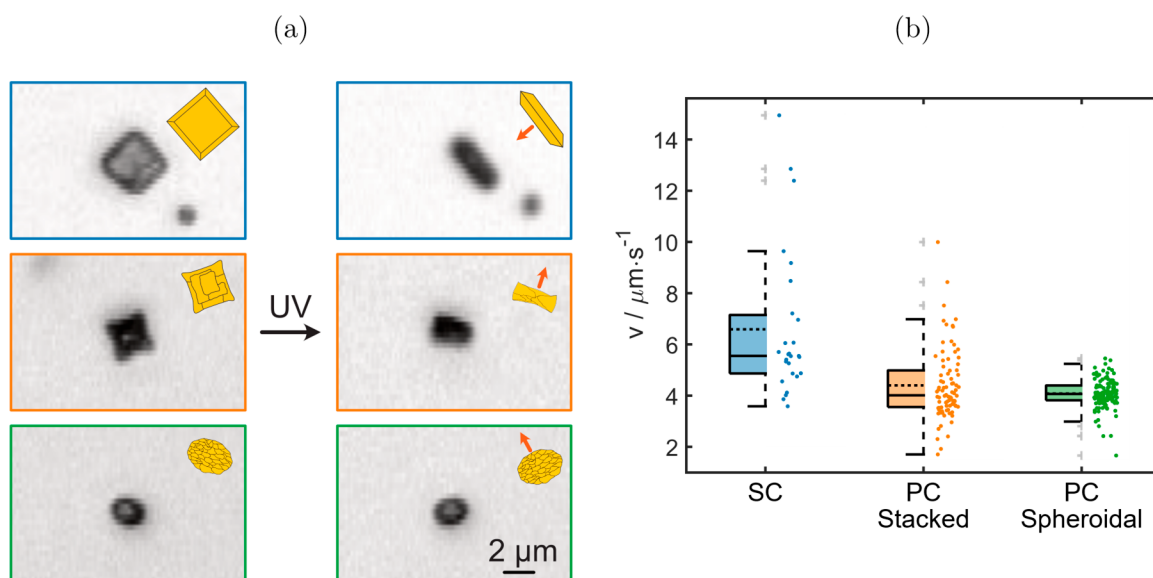 (a)
(b)
UV
2 μm
v / μm·s⁻¹
14
12
10
8
6
4
2
SC
PC
Stacked
PC
Spheroidal